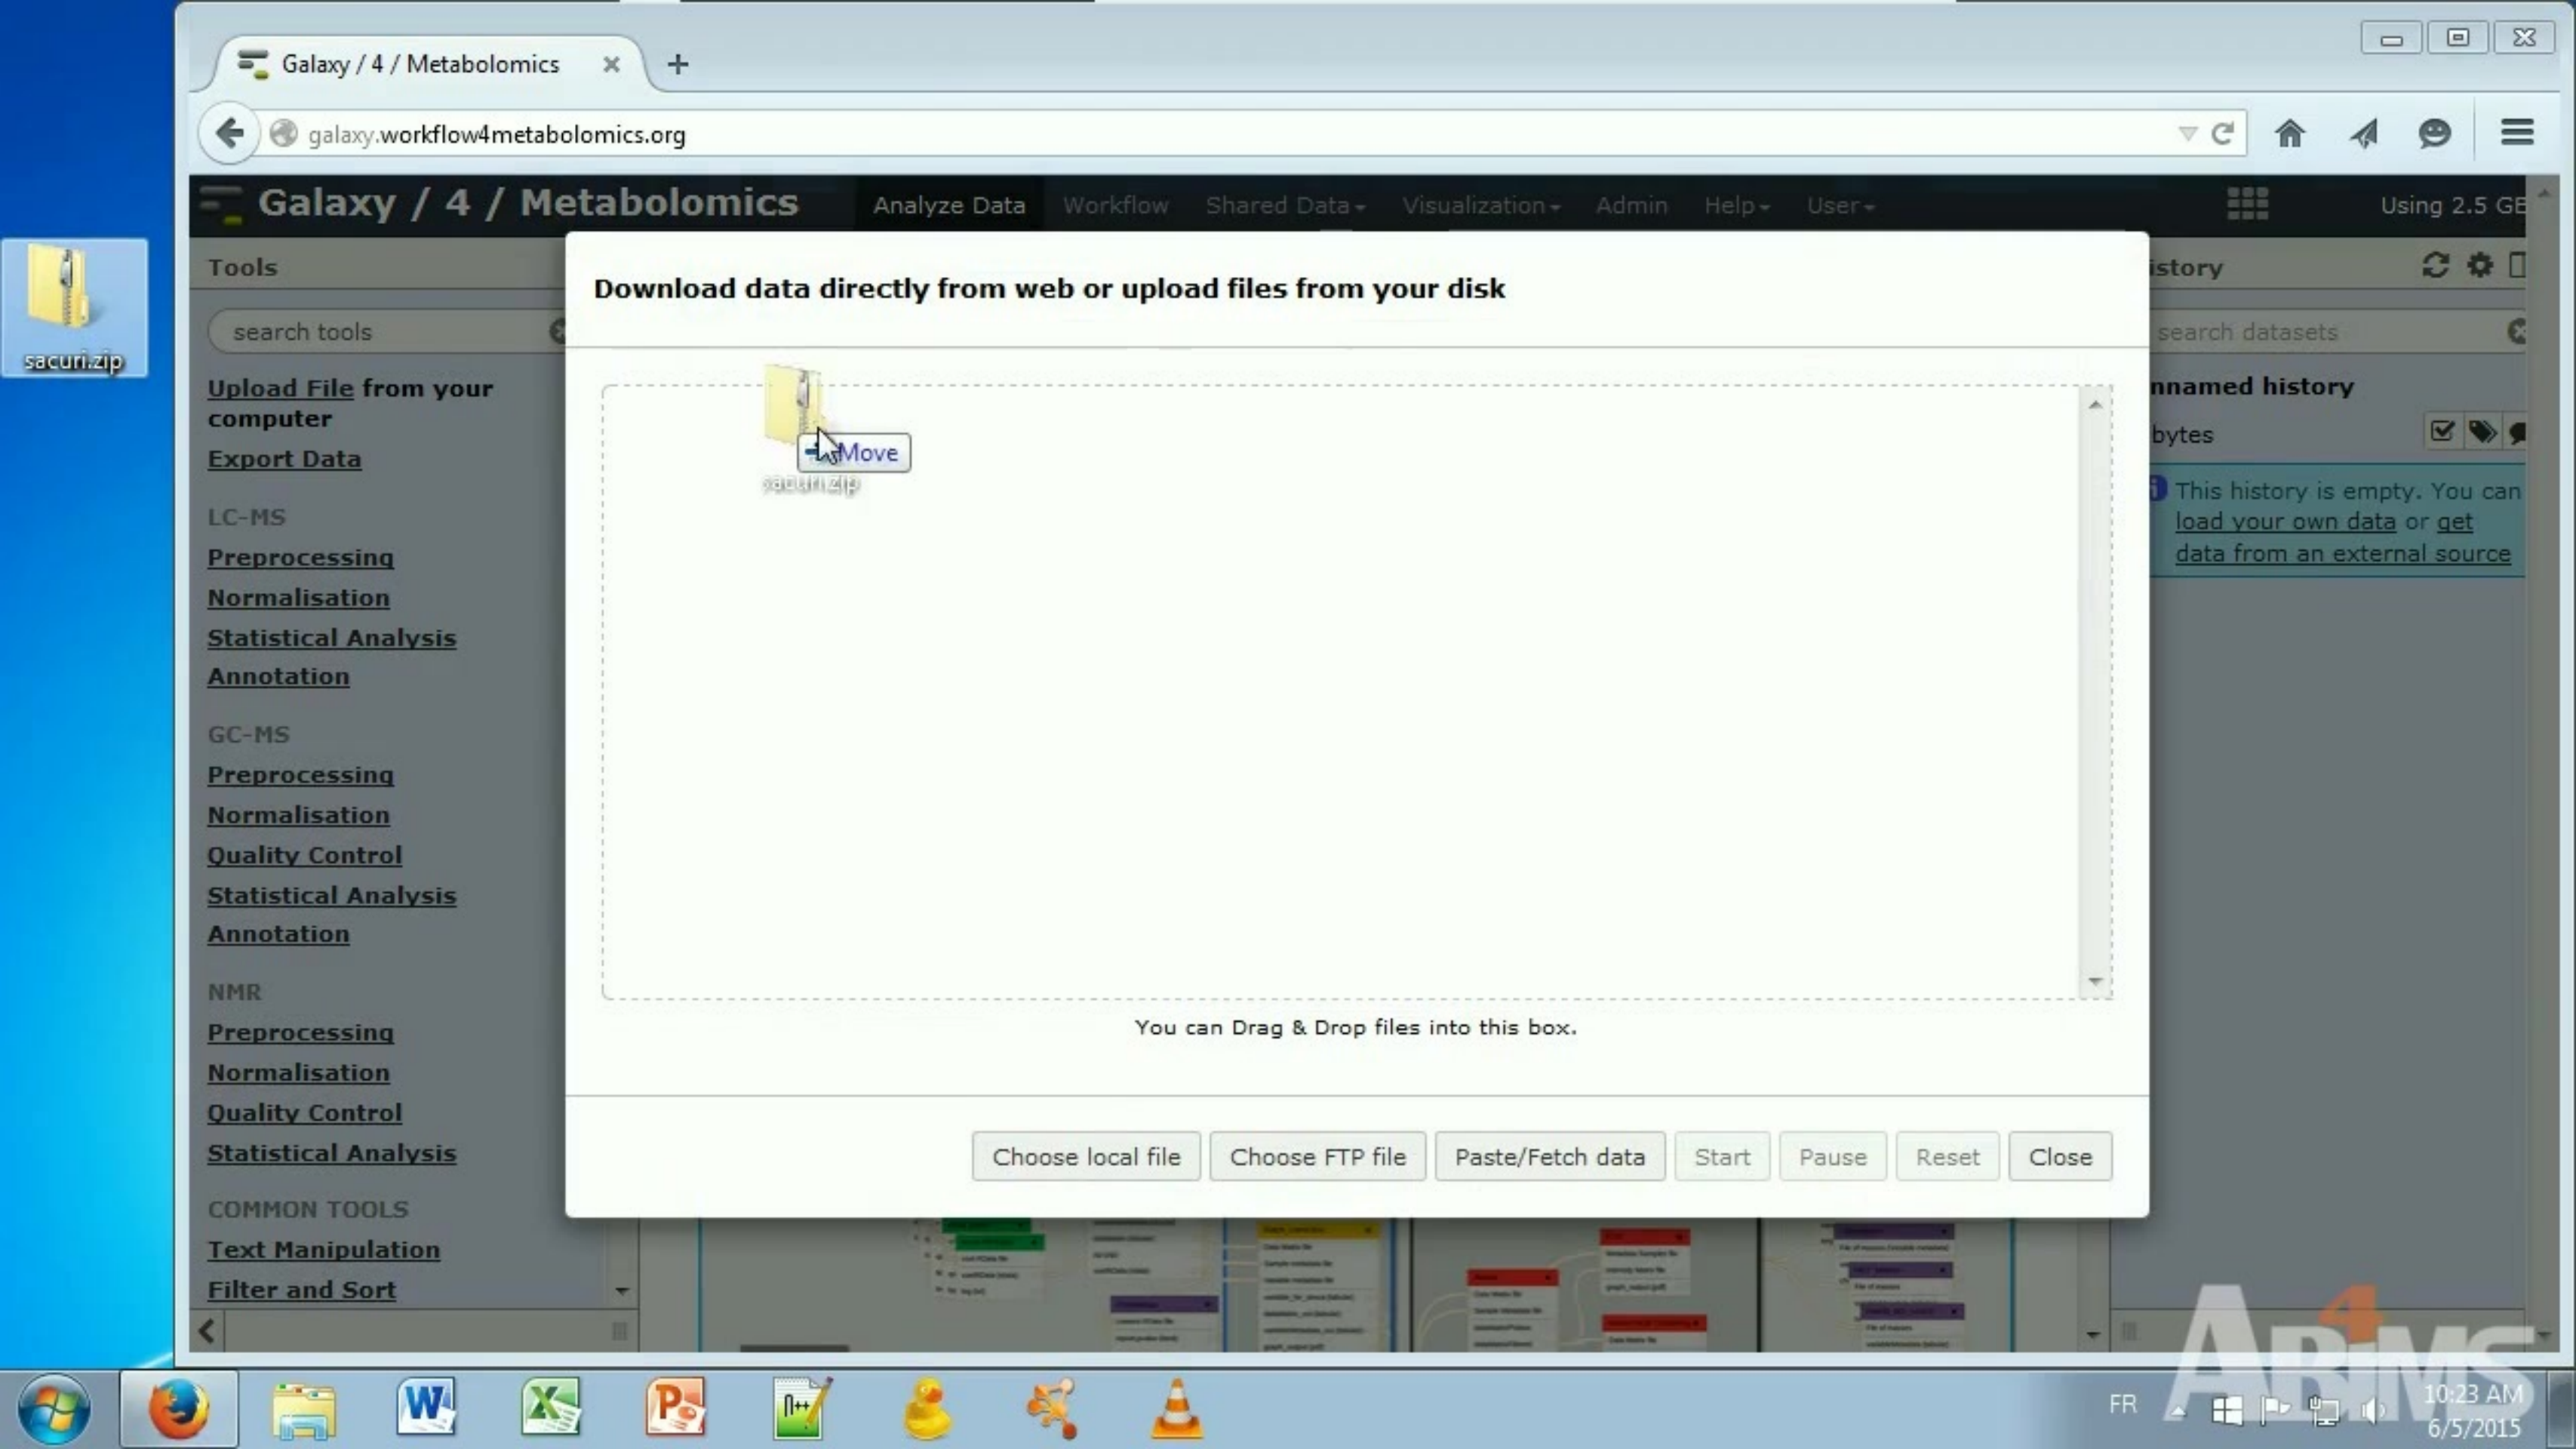 Galaxy / 4 / Metabolomics
galaxy.workflow4metabolomics.org
Galaxy / 4 / Metabolomics
Analyze Data
Workflow
Shared Data
Visualization
Admin
Help
User
Using 2.5 GB
sacuri.zip
Tools
search tools
Upload File from your
computer
Export Data
LC-MS
Preprocessing
Normalisation
Statistical Analysis
Annotation
GC-MS
Preprocessing
Normalisation
Quality Control
Statistical Analysis
Annotation
NMR
Preprocessing
Normalisation
Quality Control
Statistical Analysis
COMMON TOOLS
Text Manipulation
Filter and Sort
Download data directly from web or upload files from your disk
Move
sacuri.zip
You can Drag & Drop files into this box.
Choose local file
Choose FTP file
Paste/Fetch data
Start
Pause
Reset
Close
istory
search datasets
nnamed history
bytes
This history is empty. You can
load your own data or get
data from an external source
ABiMS
4
FR
10:23 AM
6/5/2015